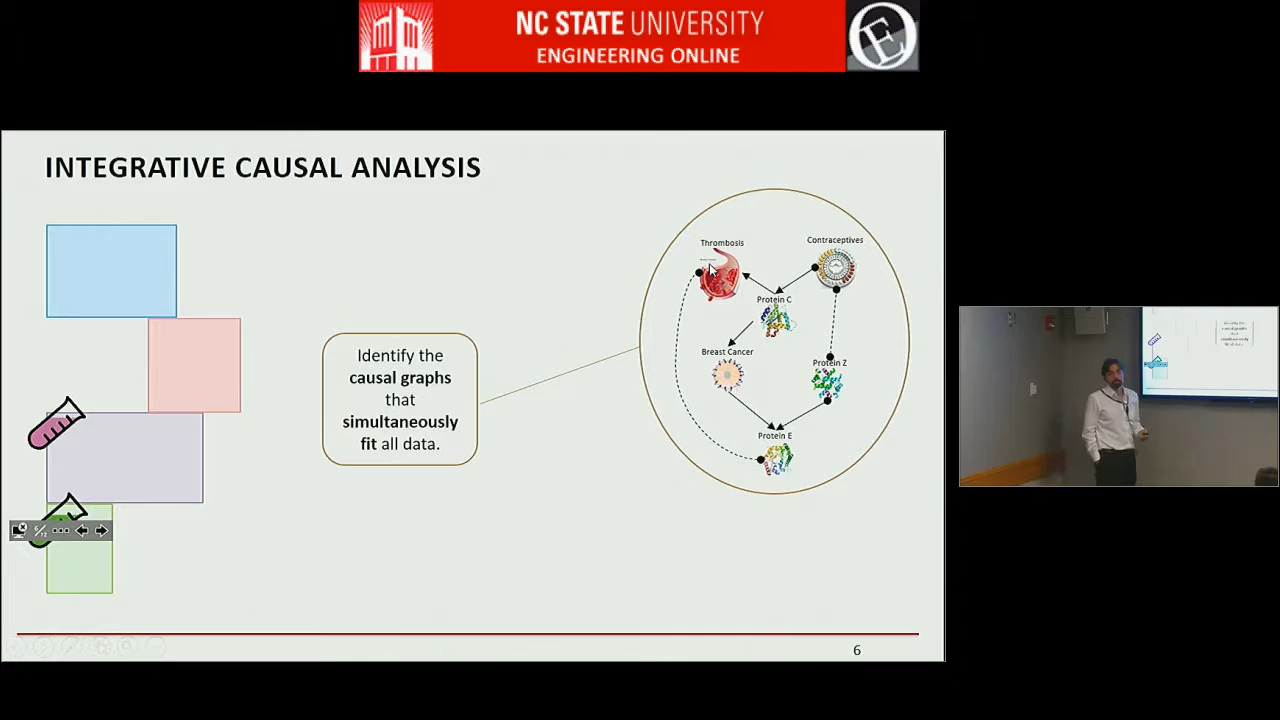 NC STATE UNIVERSITY
ENGINEERING ONLINE
INTEGRATIVE CAUSAL ANALYSIS
Identify the
causal graphs
that
simultaneously
fit all data.
Thrombosis
Contraceptives
Protein C
Breast Cancer
Protein Z
Protein E
6